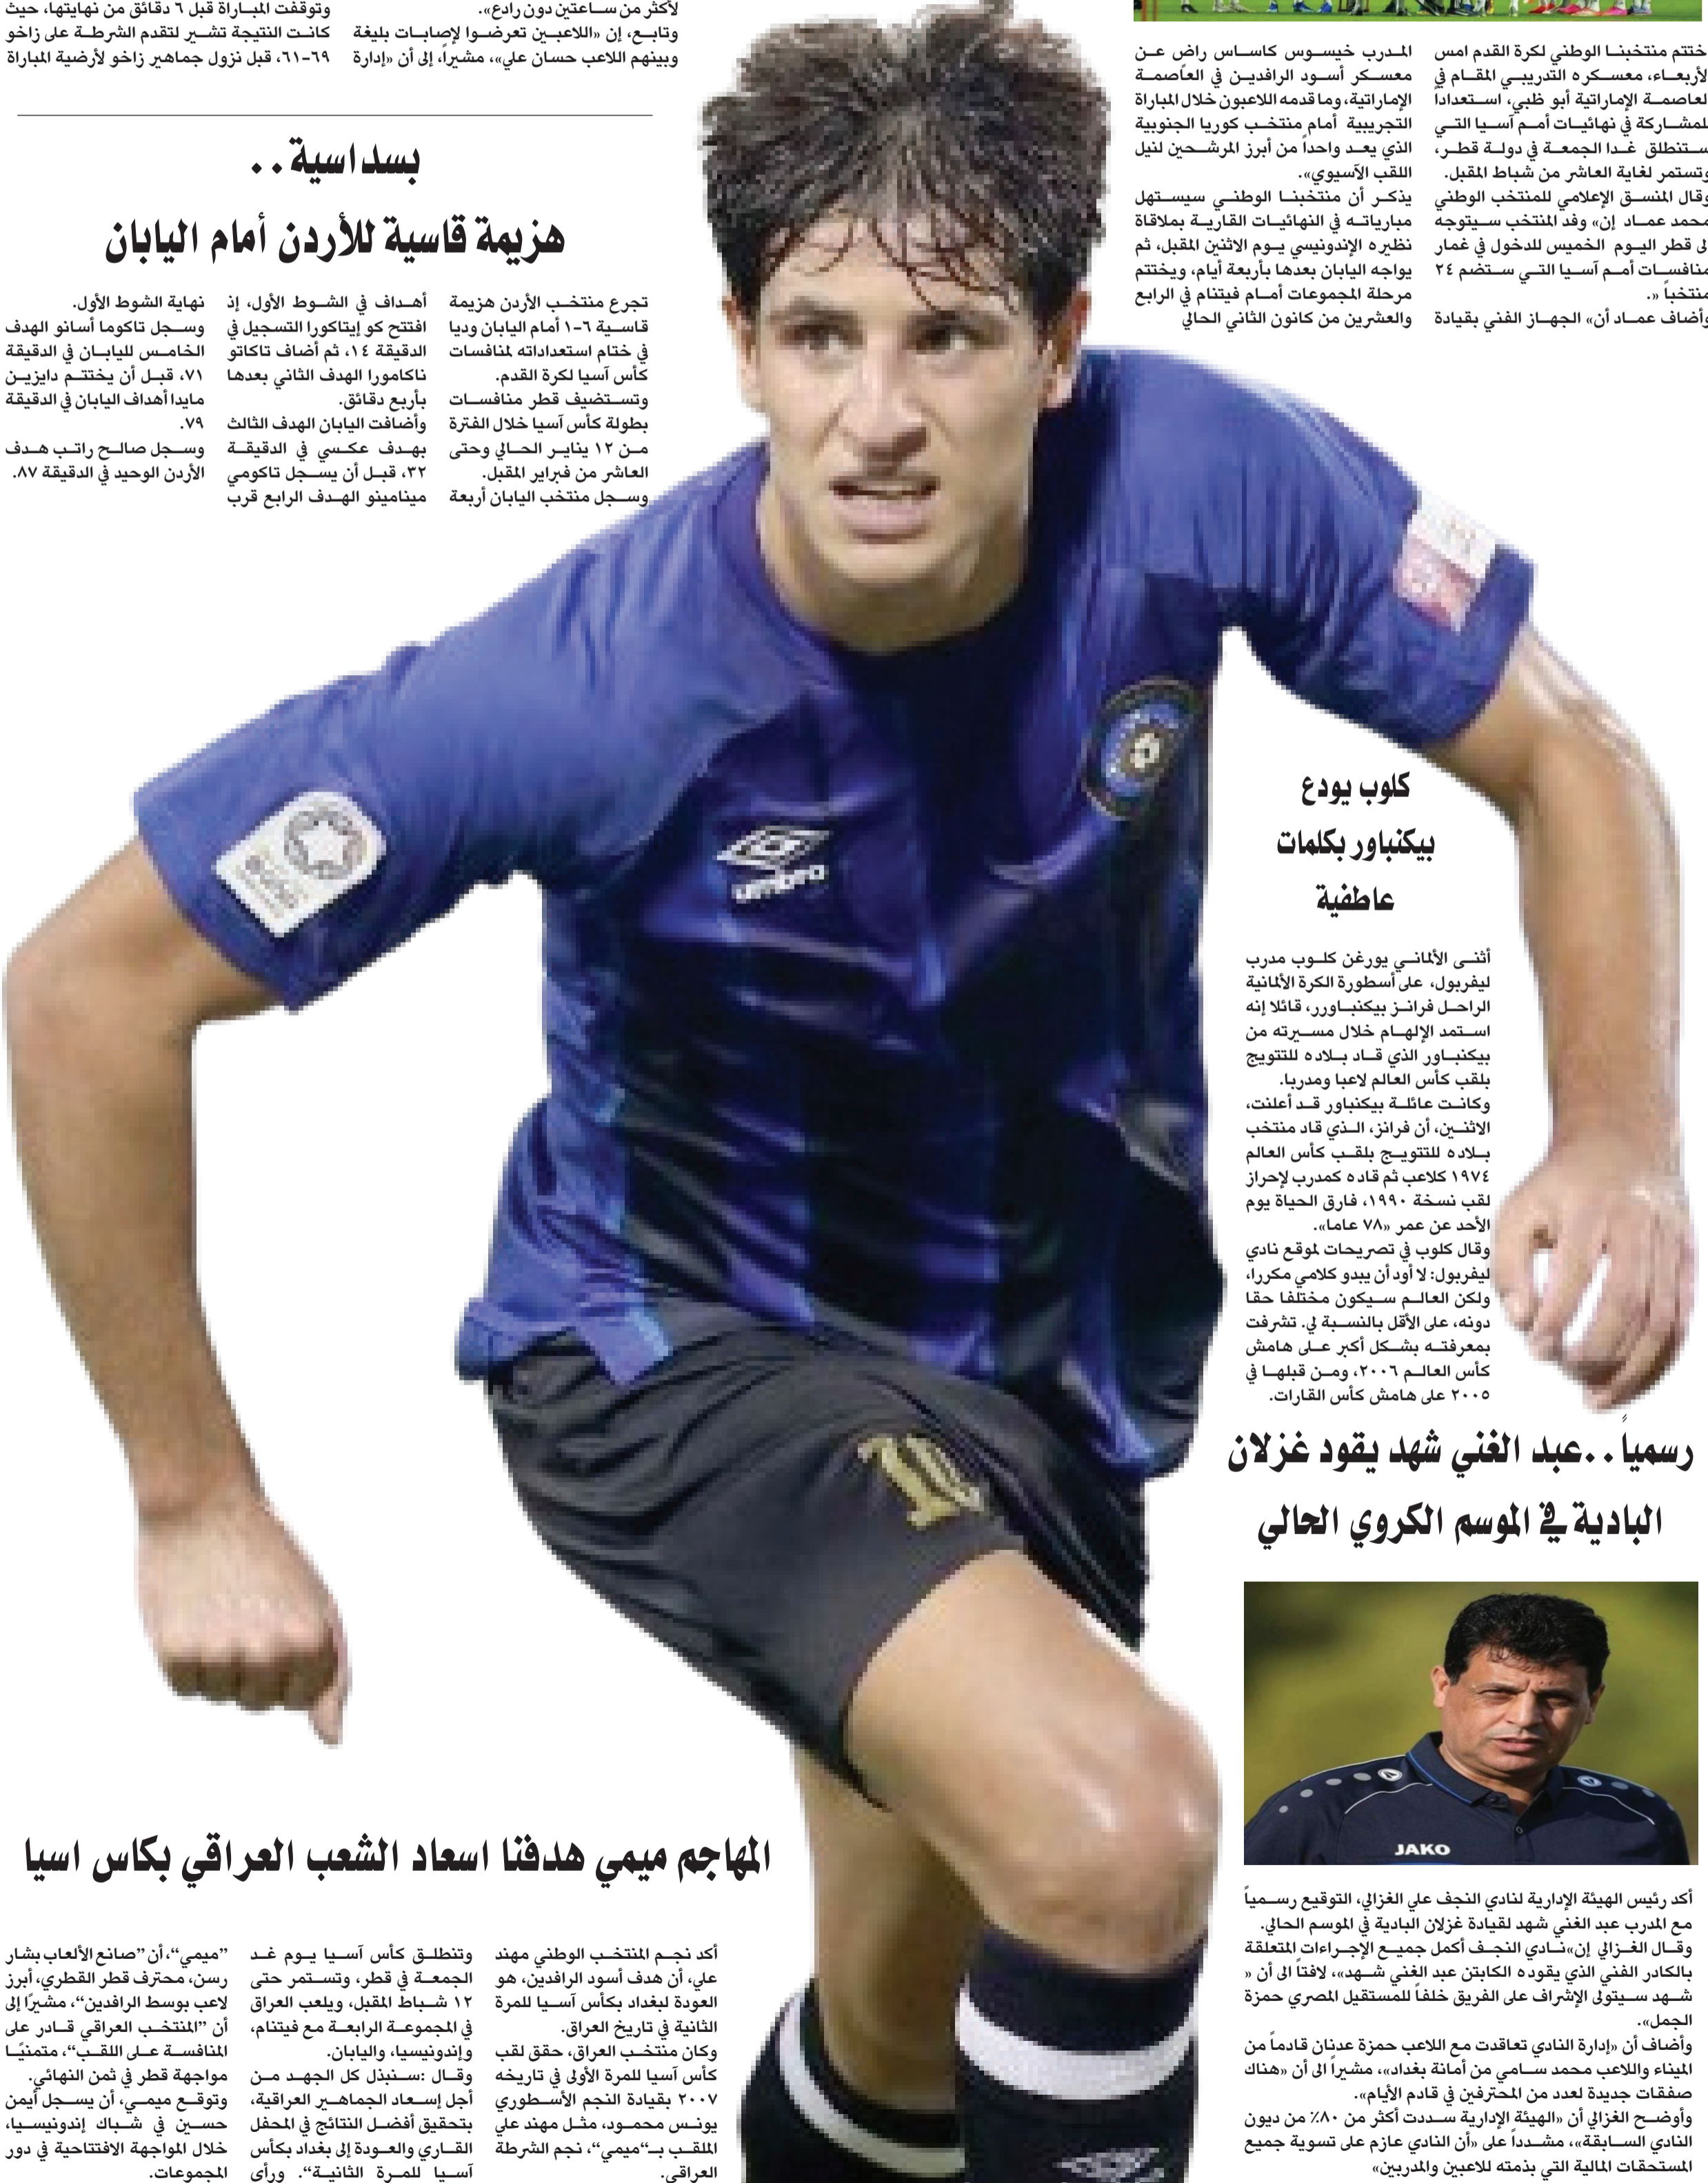 ختتم منتخبنا الوطني لكرة القدم امس
لأربعاء، معسكره التدريبي المقام في
لعاصمة الإماراتية أبو ظبي، استعداداً
للمشاركة في نهائيات أمم آسيا التي
ستنطلق غدا الجمعة في دولة قطر،
وتستمر لغاية العاشر من شباط المقبل.
وقال المنسق الإعلامي للمنتخب الوطني
محمد عماد إن» وفد المنتخب سيتوجه
لى قطر اليوم الخميس للدخول في غمار
منافسات أمم آسيا التي ستضم ٢٤
منتخباً «.
وأضاف عماد أن» الجهاز الفني بقيادة
المدرب خيسوس كاساس راض عن
معسكر أسود الرافدين في العاصمة
الإماراتية، وما قدمه اللاعبون خلال المباراة
التجريبية أمام منتخب كوريا الجنوبية
الذي يعد واحداً من أبرز المرشحين لنيل
اللقب الآسيوي».
يذكر أن منتخبنا الوطني سيستهل
مبارياته في النهائيات القارية بملاقاة
نظيره الإندونيسي يوم الاثنين المقبل، ثم
يواجه اليابان بعدها بأربعة أيام، ويختتم
مرحلة المجموعات أمام فيتنام في الرابع
والعشرين من كانون الثاني الحالي
لأكثر من ساعتين دون رادع».
وتابع، إن «اللاعبين تعرضوا لإصابات بليغة
وبينهم اللاعب حسان علي»، مشيراً، إلى أن «إدارة
وتوقفت المباراة قبل ٦ دقائق من نهايتها، حيث
كانت النتيجة تشير لتقدم الشرطة على زاخو
٦٩-٦١، قبل نزول جماهير زاخو لأرضية المباراة
بسداسية..
هزيمة قاسية للأردن أمام اليابان
تجرع منتخب الأردن هزيمة
قاسية ٦-١ أمام اليابان وديا
في ختام استعداداته لمنافسات
كأس آسيا لكرة القدم.
وتستضيف قطر منافسات
بطولة كأس آسيا خلال الفترة
من ١٢ يناير الحالي وحتى
العاشر من فبراير المقبل.
وسجل منتخب اليابان أربعة
أهداف في الشوط الأول، إذ
افتتح كو إيتاكورا التسجيل في
الدقيقة ١٤، ثم أضاف تاكاتو
ناكامورا الهدف الثاني بعدها
بأربع دقائق.
وأضافت اليابان الهدف الثالث
بهدف عكسي في الدقيقة
٣٢، قبل أن يسجل تاكومي
مينامينو الهدف الرابع قرب
نهاية الشوط الأول.
وسجل تاكوما أسانو الهدف
الخامس لليابان في الدقيقة
٧١، قبل أن يختتم دايزين
مايدا أهداف اليابان في الدقيقة
٧٩.
وسجل صالح راتب هدف
الأردن الوحيد في الدقيقة ٨٧.
umbro
10
كلوب يودع
بيكنباور بكلمات
عاطفية
أثنى الألماني يورغن كلوب مدرب
ليفربول، على أسطورة الكرة الألمانية
الراحل فرانز بيكنباورر، قائلا إنه
استمد الإلهام خلال مسيرته من
بيكنباور الذي قاد بلاده للتتويج
بلقب كأس العالم لاعبا ومدربا.
وكانت عائلة بيكنباور قد أعلنت،
الاثنين، أن فرانز، الذي قاد منتخب
بلاده للتتويج بلقب كأس العالم
١٩٧٤ كلاعب ثم قاده كمدرب لإحراز
لقب نسخة ١٩٩٠، فارق الحياة يوم
الأحد عن عمر «٧٨ عاما».
وقال كلوب في تصريحات لموقع نادي
ليفربول: لا أود أن يبدو كلامي مكررا،
ولكن العالم سيكون مختلفا حقا
دونه، على الأقل بالنسبة لي. تشرفت
بمعرفته بشكل أكبر على هامش
كأس العالم ٢٠٠٦، ومن قبلها في
٢٠٠٥ على هامش كأس القارات.
رسمياً..عبد الغني شهد يقود غزلان
البادية في الموسم الكروي الحالي
JAKO
أكد رئيس الهيئة الإدارية لنادي النجف علي الغزالي، التوقيع رسمياً
مع المدرب عبد الغني شهد لقيادة غزلان البادية في الموسم الحالي.
وقال الغزالي إن»نادي النجف أكمل جميع الإجراءات المتعلقة
بالكادر الفني الذي يقوده الكابتن عبد الغني شهد»، لافتاً الى أن «
شهد سيتولى الإشراف على الفريق خلفاً للمستقيل المصري حمزة
الجمل».
وأضاف أن «إدارة النادي تعاقدت مع اللاعب حمزة عدنان قادماً من
الميناء واللاعب محمد سامي من أمانة بغداد»، مشيراً الى أن «هناك
صفقات جديدة لعدد من المحترفين في قادم الأيام».
وأوضح الغزالي أن «الهيئة الإدارية سددت أكثر من ٨٠٪ من ديون
النادي السابقة»، مشدداً على «أن النادي عازم على تسوية جميع
المستحقات المالية التي بذمته للاعبين والمدربين»
المهاجم ميمي هدفنا اسعاد الشعب العراقي بكاس اسيا
أكد نجم المنتخب الوطني مهند
علي، أن هدف أسود الرافدين، هو
العودة لبغداد بكأس آسيا للمرة
الثانية في تاريخ العراق.
وكان منتخب العراق، حقق لقب
كأس آسيا للمرة الأولى في تاريخه
٢٠٠٧ بقيادة النجم الأسطوري
يونس محمود، مثل مهند علي
الملقب بـ“ميمي“، نجم الشرطة
العراقي.
وتنطلق كأس آسيا يوم غد
الجمعة في قطر، وتستمر حتى
١٢ شباط المقبل، ويلعب العراق
في المجموعة الرابعة مع فيتنام،
وإندونيسيا، واليابان.
وقال :سنبذل كل الجهد من
أجل إسعاد الجماهير العراقية،
بتحقيق أفضل النتائج في المحفل
القاري والعودة إلى بغداد بكأس
آسيا للمرة الثانية“. ورأى
”ميمي“، أن ”صانع الألعاب بشار
رسن، محترف قطر القطري، أبرز
لاعب بوسط الرافدين“، مشيرًا إلى
أن ”المنتخب العراقي قادر على
المنافسة على اللقب“، متمنيًا
مواجهة قطر في ثمن النهائي.
وتوقع ميمي، أن يسجل أيمن
حسين في شباك إندونيسيا،
خلال المواجهة الافتتاحية في دور
المجموعات.